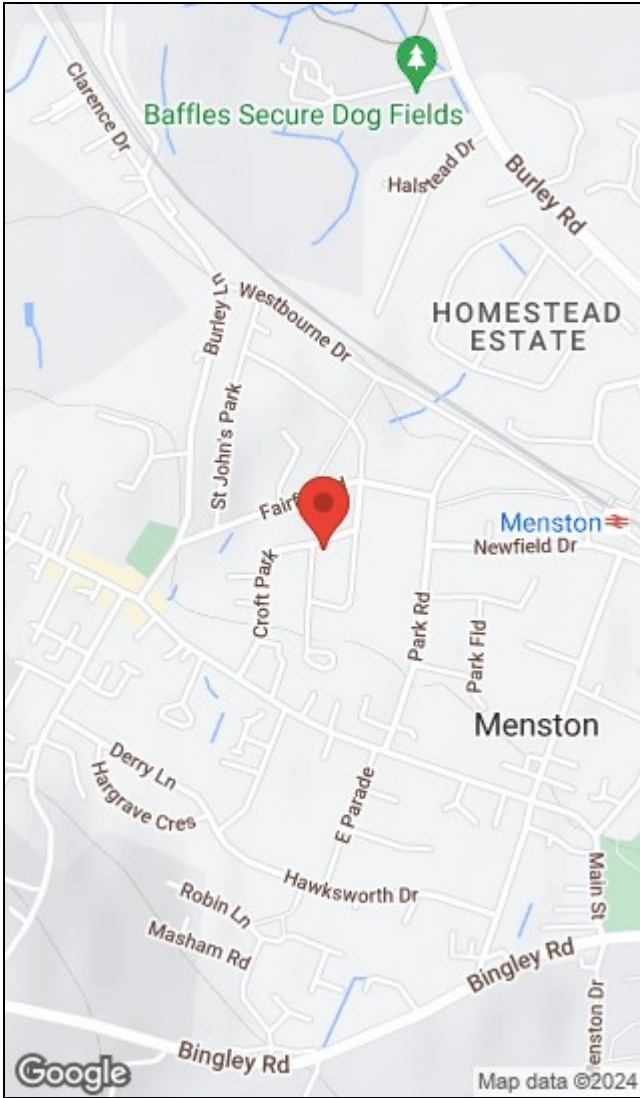 Clarence Dr
Baffles Secure Dog Fields
Halstead Dr
Burley Rd
Burley Ln
Westbourne Dr
HOMESTEAD
ESTATE
St John's Park
Menston
Newfield Dr
Croft Park
Park Rd
Park Fld
Menston
Derry Ln
Hargrave Cres
E Parade
Hawksworth Dr
Robin Ln
Masham Rd
Main St
Bingley Rd
Menston Dr
Bingley Rd
Google
Map data ©2024